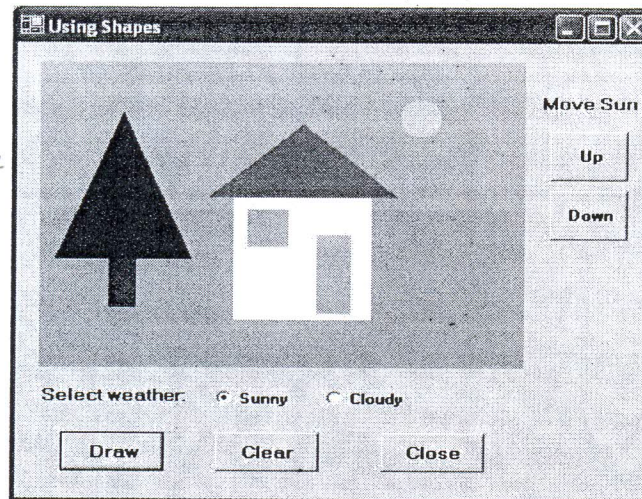 Using Shapes
Move Sun
Up
Down
Select weather: Sunny Cloudy
Draw Clear Close